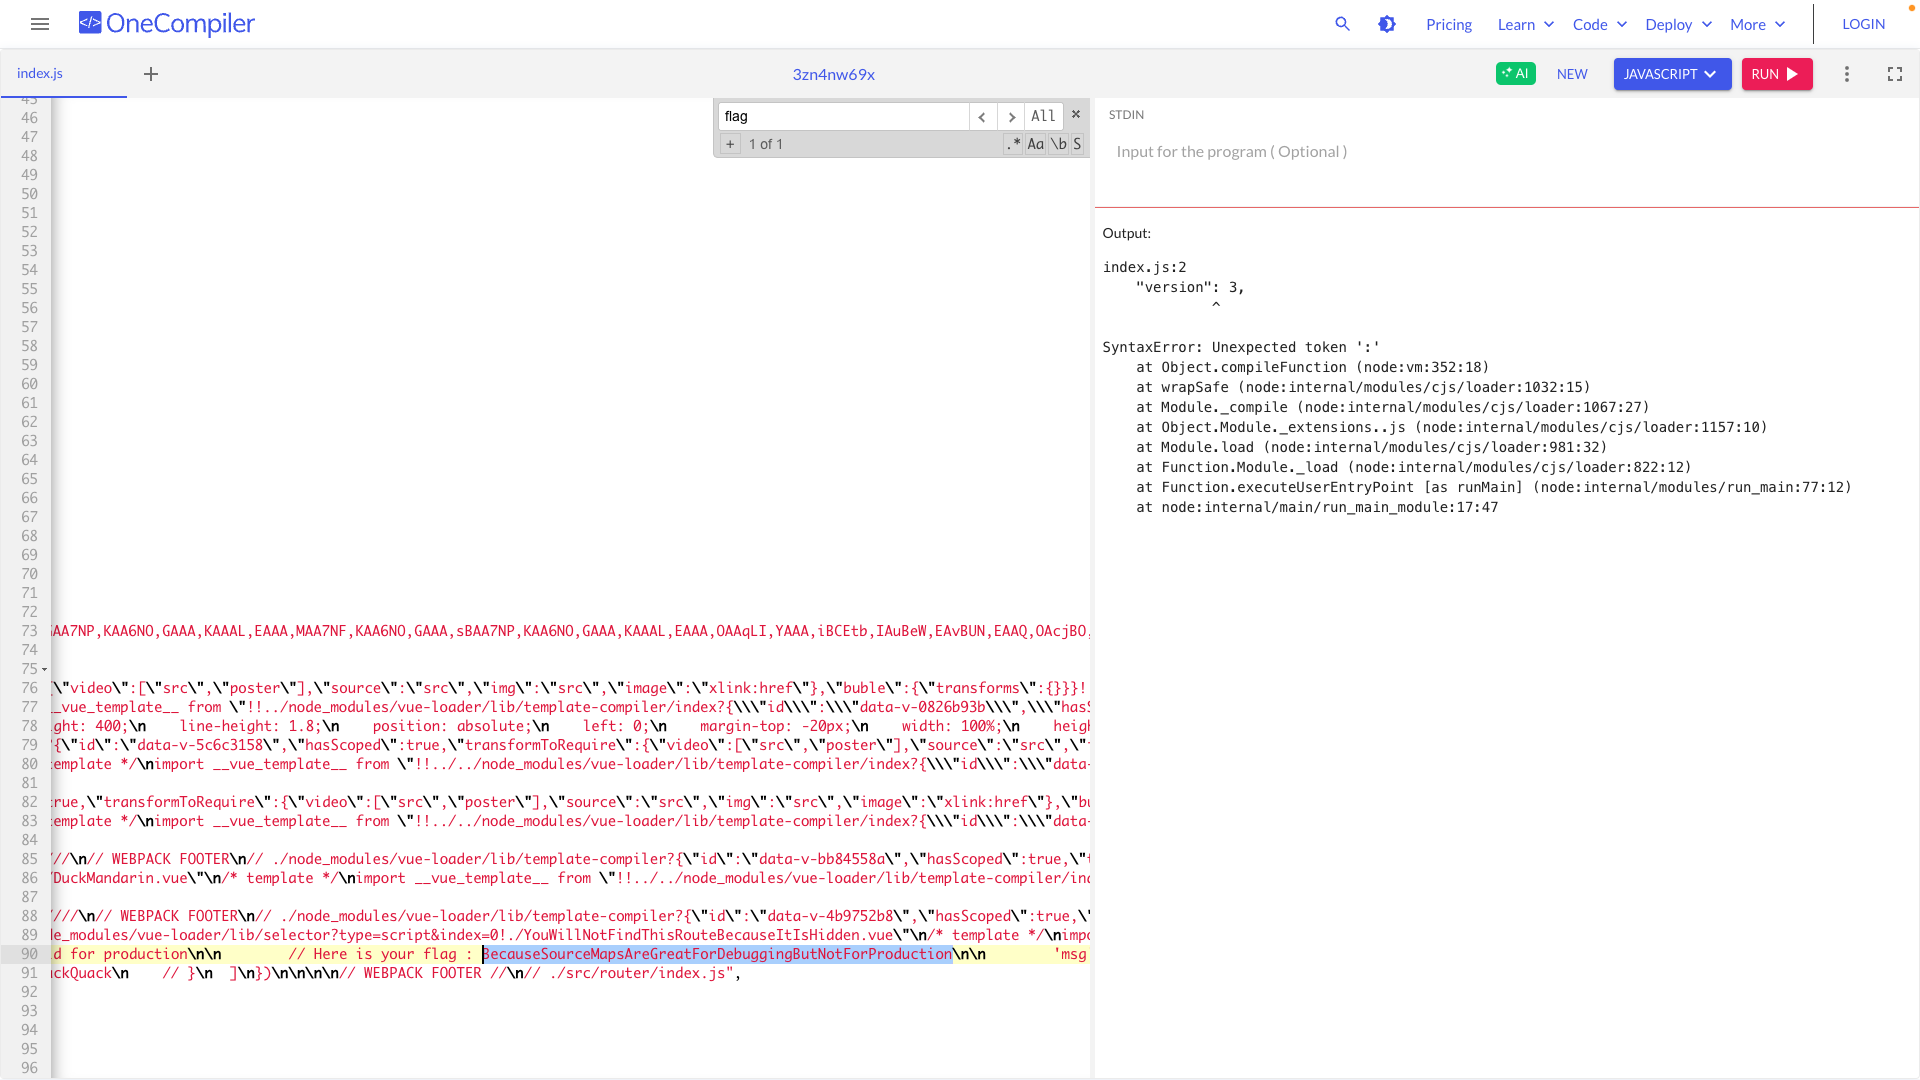 </> OneCompiler
Pricing
Learn
Code
Deploy
More
LOGIN
index.js
+
3zn4nw69x
AI
NEW
JAVASCRIPT
RUN
flag
All
+
1 of 1
.*
Aa
\b
S
45
46
47
48
49
50
51
52
53
54
55
56
57
58
59
60
61
62
63
64
65
66
67
68
69
70
71
72
73 AA7NP,KAA6NO,GAAA,KAAAL,EAAA,MAA7NF,KAA6NO,GAAA,sBAA7NP,KAA6NO,GAAA,KAAAL,EAAA,OAAqLI,YAAA,iBCEtb,IAuBeW,EAvBUN,EAAQ,OAcjBO,
74
75
76 \"video\":[\"src\",\"poster\"],\"source\":\"src\",\"img\":\"src\",\"image\":\"xlink:href\"},\"buble\":{\"transforms\":{}}}!
77 __vue_template__ from \"!!../node_modules/vue-loader/lib/template-compiler/index?{\\\"id\\\":\\\"data-v-0826b93b\\\",\\\"hasS
78 ght: 400;\n    line-height: 1.8;\n    position: absolute;\n    left: 0;\n    margin-top: -20px;\n    width: 100%;\n    heig
79 {\"id\":\"data-v-5c6c3158\",\"hasScoped\":true,\"transformToRequire\":{\"video\":[\"src\",\"poster\"],\"source\":\"src\",\"
80 template */\nimport __vue_template__ from \"!!../../node_modules/vue-loader/lib/template-compiler/index?{\\\"id\\\":\\\"data-
81
82 rue,\"transformToRequire\":{\"video\":[\"src\",\"poster\"],\"source\":\"src\",\"img\":\"src\",\"image\":\"xlink:href\"},\"bu
83 template */\nimport __vue_template__ from \"!!../../node_modules/vue-loader/lib/template-compiler/index?{\\\"id\\\":\\\"data-
84
85 //\n// WEBPACK FOOTER\n// ./node_modules/vue-loader/lib/template-compiler?{\"id\":\"data-v-bb84558a\",\"hasScoped\":true,\"t
86 DuckMandarin.vue\"\n/* template */\nimport __vue_template__ from \"!!../../node_modules/vue-loader/lib/template-compiler/ind
87
88 ///\n// WEBPACK FOOTER\n// ./node_modules/vue-loader/lib/template-compiler?{\"id\":\"data-v-4b9752b8\",\"hasScoped\":true,\"
89 de_modules/vue-loader/lib/selector?type=script&index=0!./YouWillNotFindThisRouteBecauseItIsHidden.vue\"\n/* template */\nimpo
90 d for production\n\n        // Here is your flag : BecauseSourceMapsAreGreatForDebuggingButNotForProduction\n\n        'msg
91 ckQuack\n    // }\n  ]\n})\n\n\n\n// WEBPACK FOOTER //\n// ./src/router/index.js",
92
93
94
95
96
STDIN
Input for the program ( Optional )
Output:
index.js:2
    "version": 3,
             ^
SyntaxError: Unexpected token ':'
    at Object.compileFunction (node:vm:352:18)
    at wrapSafe (node:internal/modules/cjs/loader:1032:15)
    at Module._compile (node:internal/modules/cjs/loader:1067:27)
    at Object.Module._extensions..js (node:internal/modules/cjs/loader:1157:10)
    at Module.load (node:internal/modules/cjs/loader:981:32)
    at Function.Module._load (node:internal/modules/cjs/loader:822:12)
    at Function.executeUserEntryPoint [as runMain] (node:internal/modules/run_main:77:12)
    at node:internal/main/run_main_module:17:47